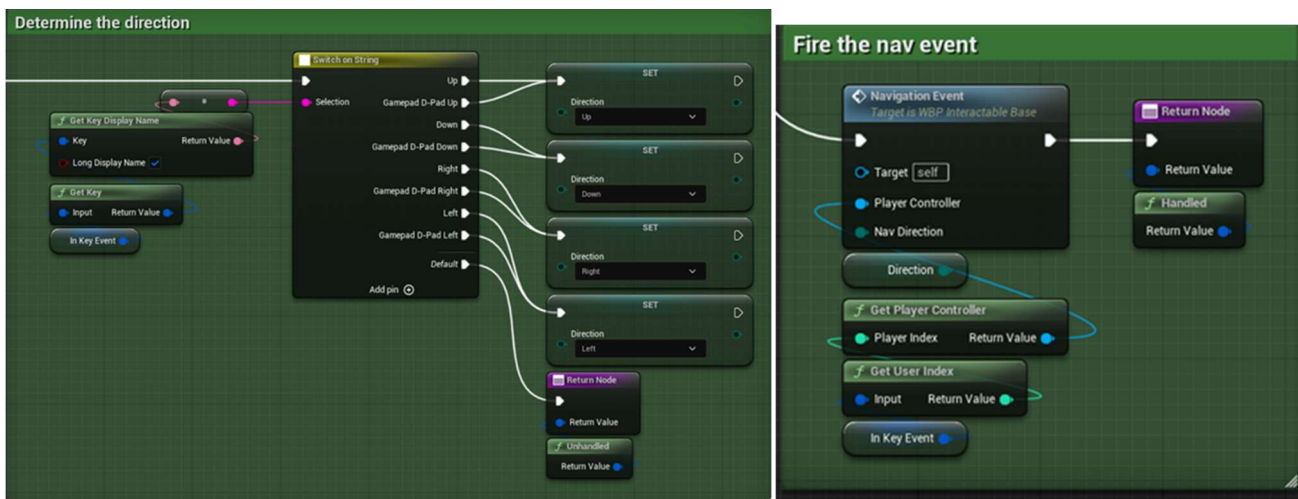 Determine the direction
Switch on String
Selection
Up
Gamepad D-Pad Up
Down
Gamepad D-Pad Down
Right
Gamepad D-Pad Right
Left
Gamepad D-Pad Left
Default
Add pin
f Get Key Display Name
Key
Return Value
Long Display Name
f Get Key
Input
Return Value
In Key Event
SET
Direction
Up
SET
Direction
Down
SET
Direction
Right
SET
Direction
Left
Return Node
Return Value
f Unhandled
Return Value
Fire the nav event
Navigation Event
Target is WBP Interactable Base
Target self
Player Controller
Nav Direction
Direction
f Get Player Controller
Player Index
Return Value
f Get User Index
Input
Return Value
In Key Event
Return Node
Return Value
f Handled
Return Value